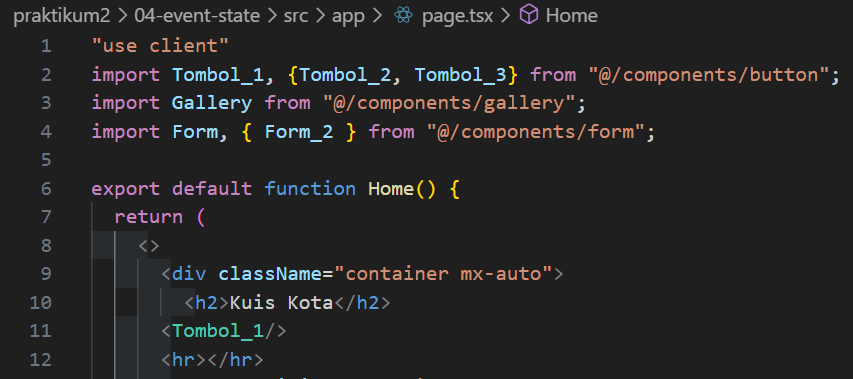 praktikum2 > 04-event-state > src > app > page.tsx > Home
1 "use client"
2 import Tombol_1, {Tombol_2, Tombol_3} from "@/components/button";
3 import Gallery from "@/components/gallery";
4 import Form, { Form_2 } from "@/components/form";
5
6 export default function Home() {
7   return (
8     <>
9       <div className="container mx-auto">
10         <h2>Kuis Kota</h2>
11       <Tombol_1/>
12       <hr></hr>